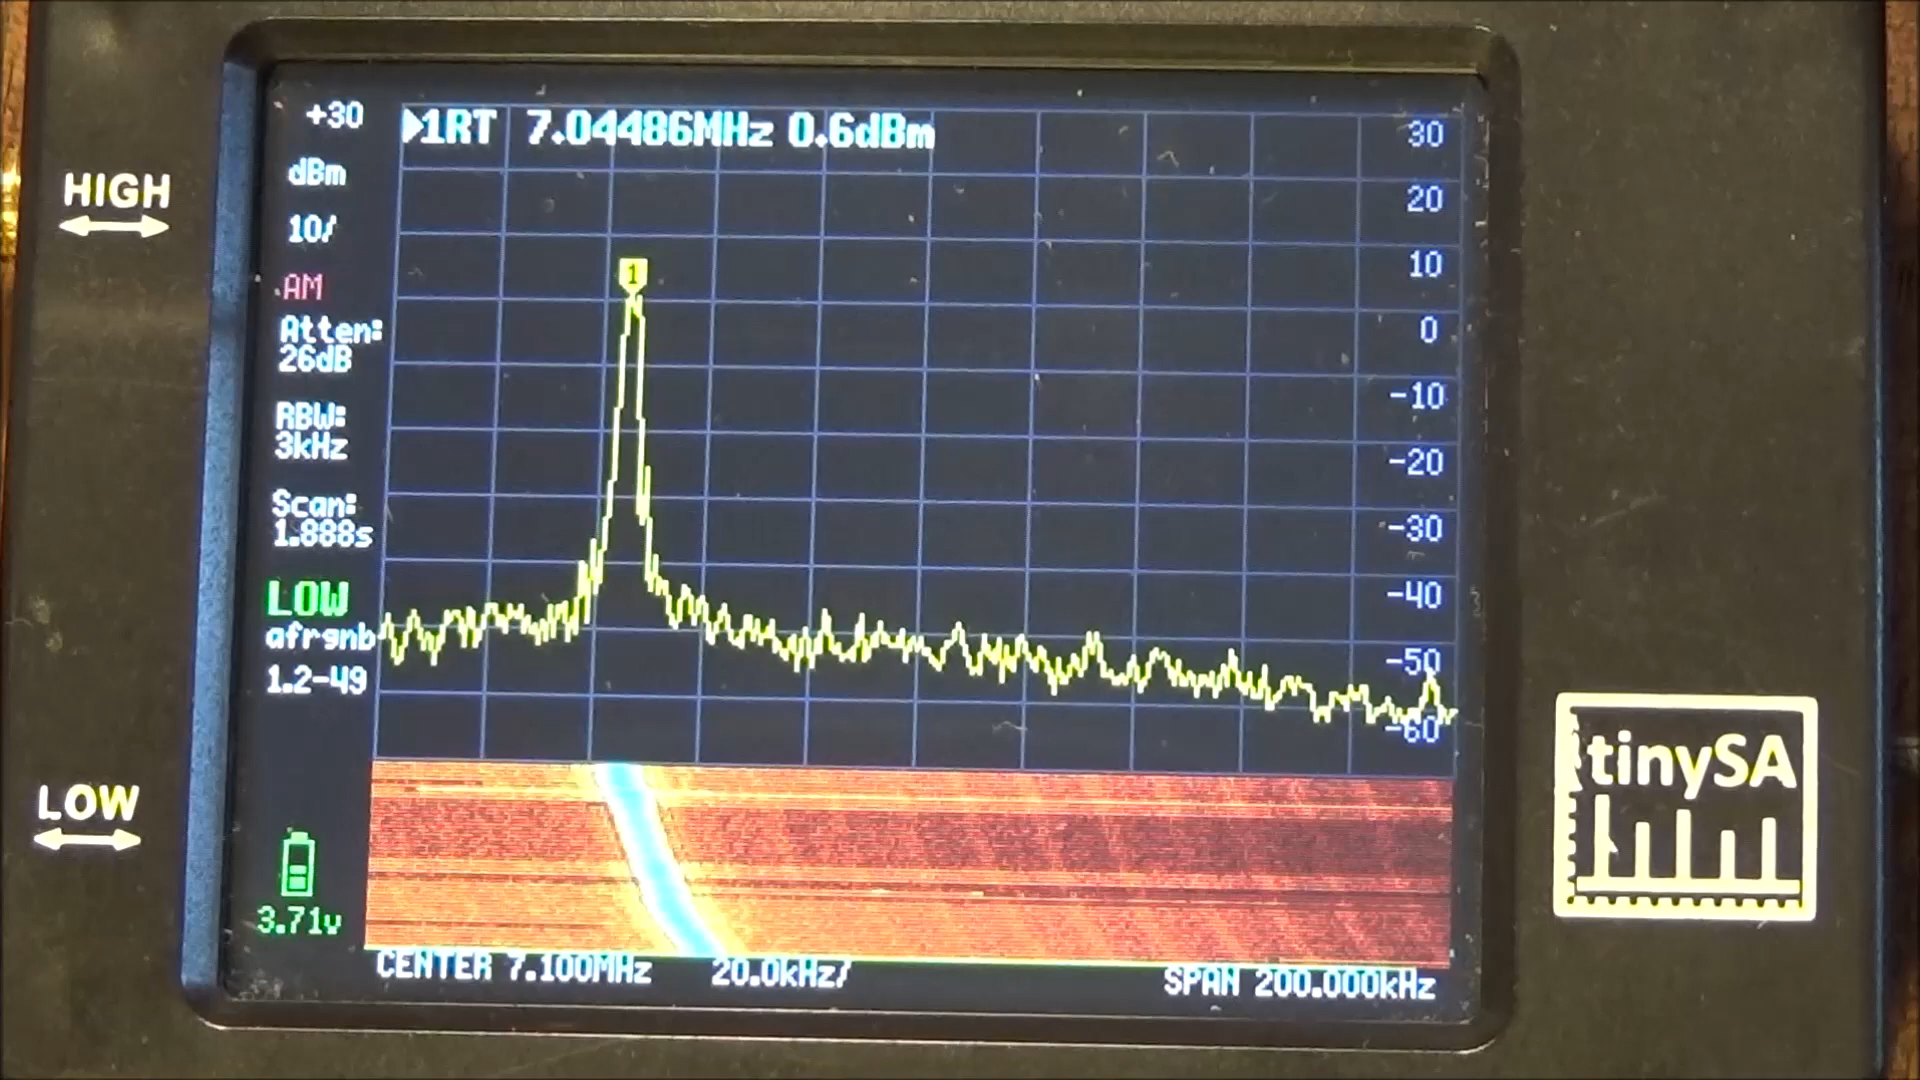 +30
▶1RT 7.04486MHz 0.6dBm
30
dBm
20
HIGH
10/
10
1
AM
Atten:
26dB
0
-10
RBW:
3kHz
-20
Scan:
1.888s
-30
LOW
-40
afrgnb
1.2-49
-50
-60
tinySA
LOW
3.71v
CENTER 7.100MHz 20.0kHz/ SPAN 200.000kHz